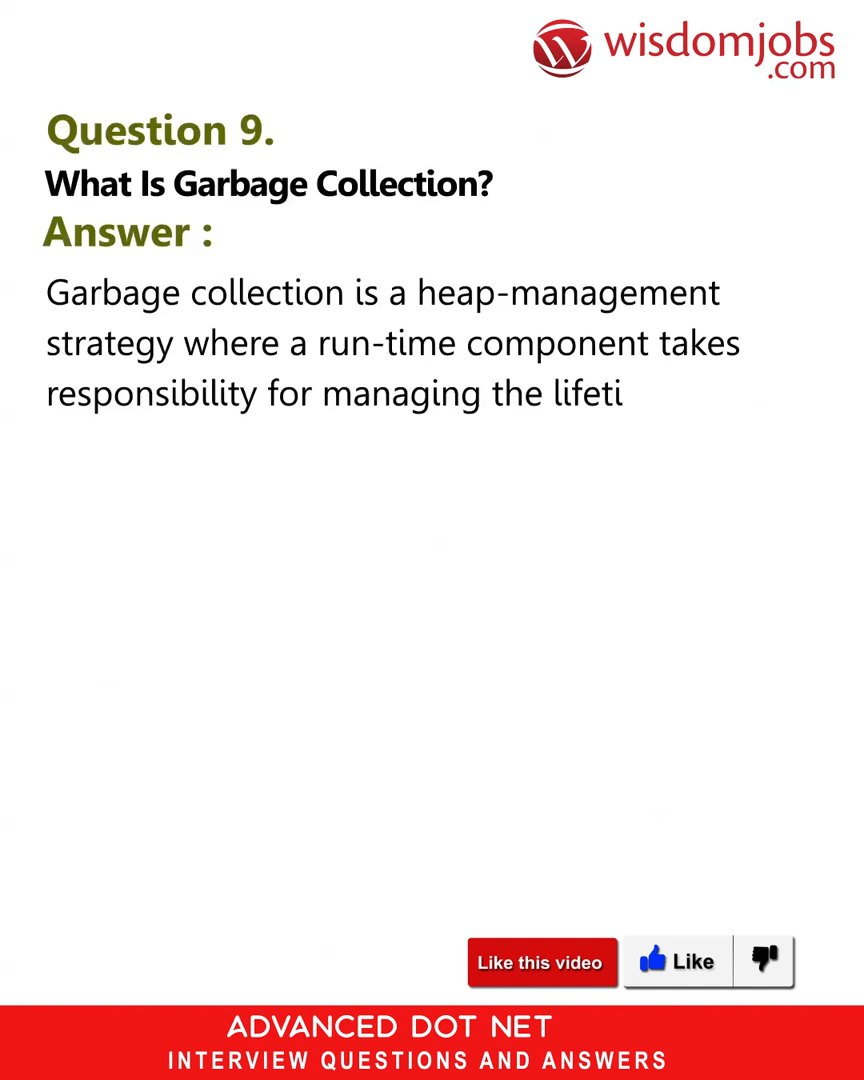 wisdomjobs
.com
Question 9.
What Is Garbage Collection?
Answer :
Garbage collection is a heap-management
strategy where a run-time component takes
responsibility for managing the lifeti
Like this video
Like
ADVANCED DOT NET
INTERVIEW QUESTIONS AND ANSWERS